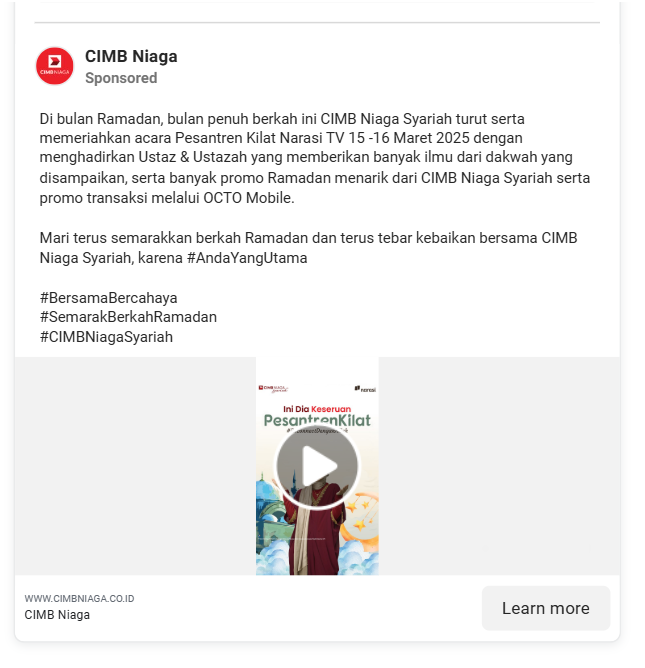 CIMB NIAGA
CIMB Niaga
Sponsored
Di bulan Ramadan, bulan penuh berkah ini CIMB Niaga Syariah turut serta
memeriahkan acara Pesantren Kilat Narasi TV 15 -16 Maret 2025 dengan
menghadirkan Ustaz & Ustazah yang memberikan banyak ilmu dari dakwah yang
disampaikan, serta banyak promo Ramadan menarik dari CIMB Niaga Syariah serta
promo transaksi melalui OCTO Mobile.
Mari terus semarakkan berkah Ramadan dan terus tebar kebaikan bersama CIMB
Niaga Syariah, karena #AndaYangUtama
#BersamaBercahaya
#SemarakBerkahRamadan
#CIMBNiagaSyariah
CIMB NIAGA narasi
Syariah
Ini Dia Keseruan
PesantrenKilat
WWW.CIMBNIAGA.CO.ID
CIMB Niaga
Learn more